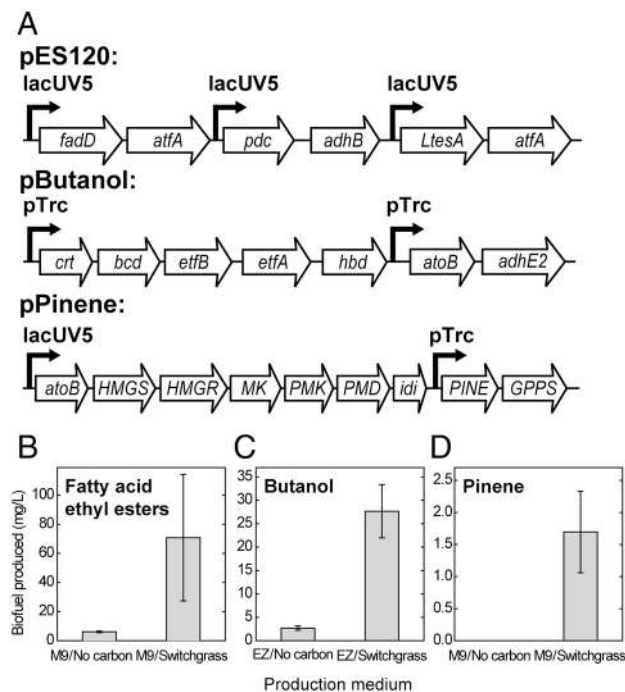 A
pES120:
lacUV5 lacUV5 lacUV5
fadD atfA pdc adhB LtesA atfA
pButanol:
pTrc pTrc
crt bcd etfB etfA hbd atoB adhE2
pPinene:
lacUV5 pTrc
atoB HMGS HMGR MK PMK PMD idi PINE GPPS
B C D
Fatty acid
ethyl esters
Butanol
Pinene
Biofuel produced (mg/L)
100
80
60
40
20
0
35
30
25
20
15
10
5
0
2.5
2.0
1.5
1.0
0.5
0.0
M9/No carbon M9/Switchgrass EZ/No carbon EZ/Switchgrass M9/No carbon M9/Switchgrass
Production medium